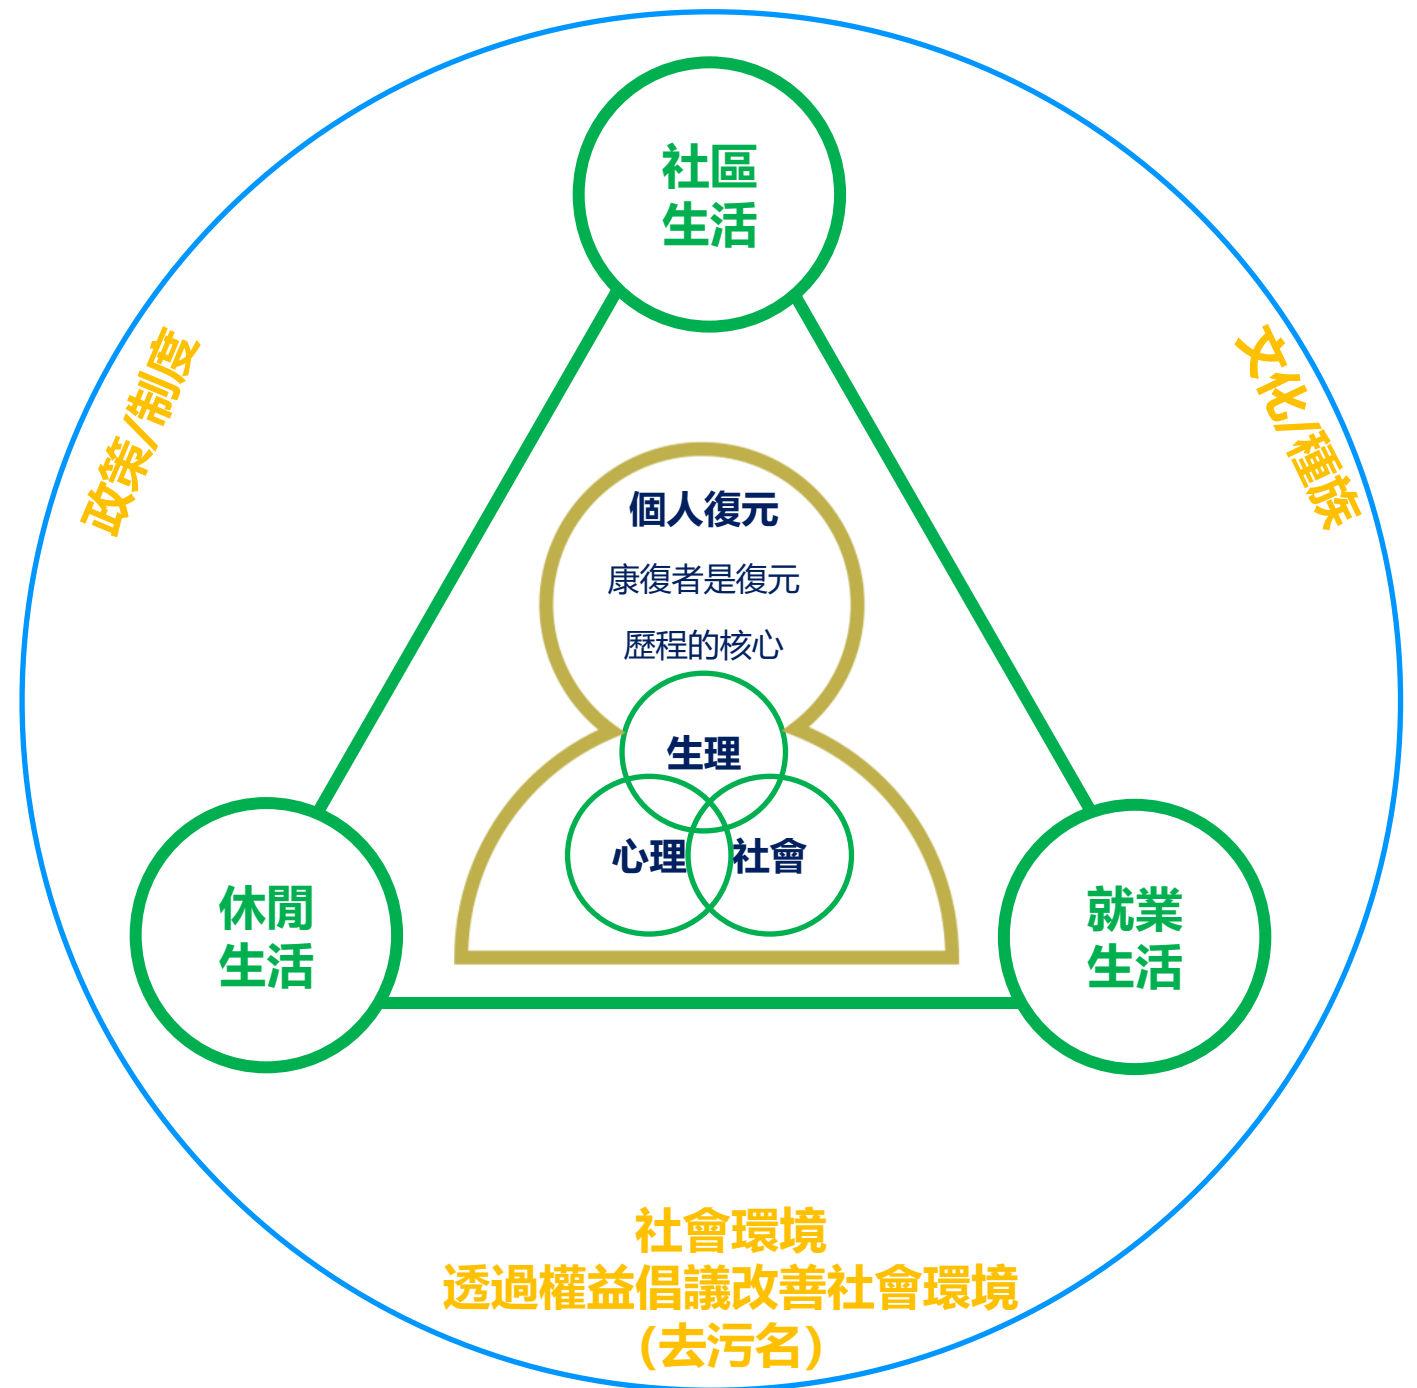 社區
生活
政策/制度
文化/種族
個人復元
康復者是復元
歷程的核心
生理
心理
社會
休閒
生活
就業
生活
社會環境
透過權益倡議改善社會環境
(去污名)